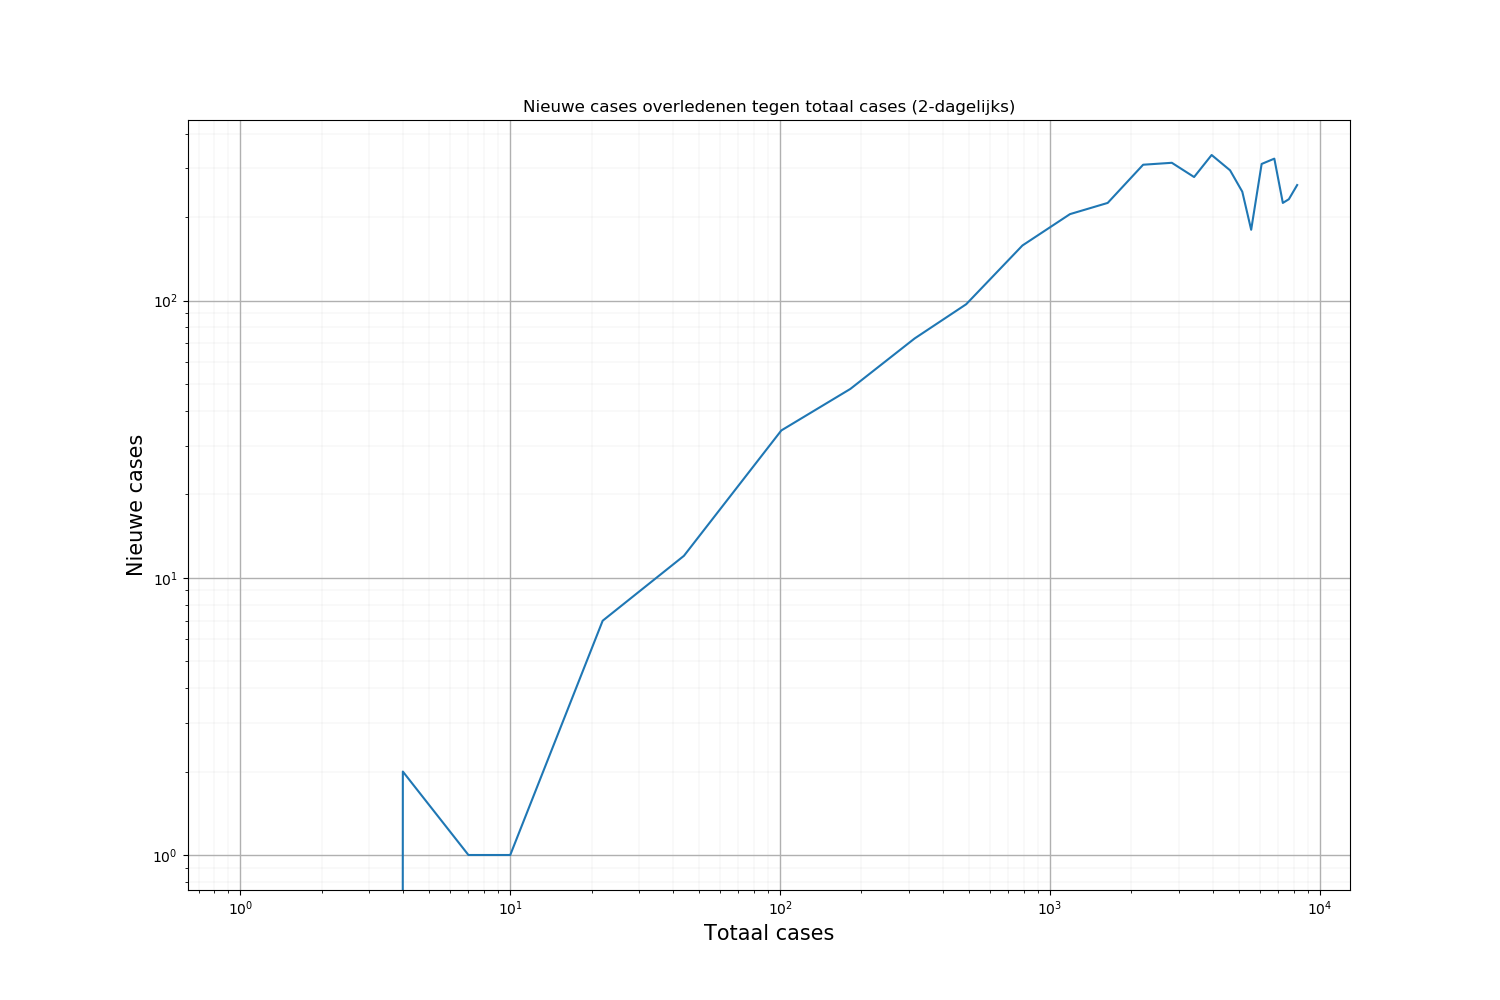 Nieuwe cases overledenen tegen totaal cases (2-dagelijks)
Nieuwe cases
10²
10¹
10⁰
10⁰ 10¹ 10² 10³ 10⁴
Totaal cases